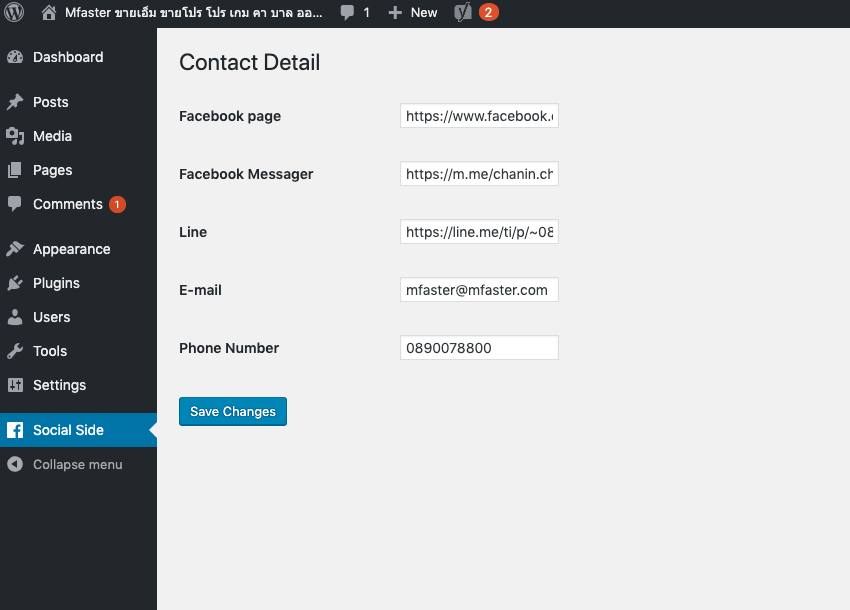 Mfaster ขายเอ็ม ขายโปร โปร เกม คา บาล ออ... 1 New 2
Dashboard
Posts
Media
Pages
Comments 1
Appearance
Plugins
Users
Tools
Settings
Social Side
Collapse menu
Contact Detail
Facebook page https://www.facebook.
Facebook Messager https://m.me/chanin.ch
Line https://line.me/ti/p/~08
E-mail mfaster@mfaster.com
Phone Number 0890078800
Save Changes